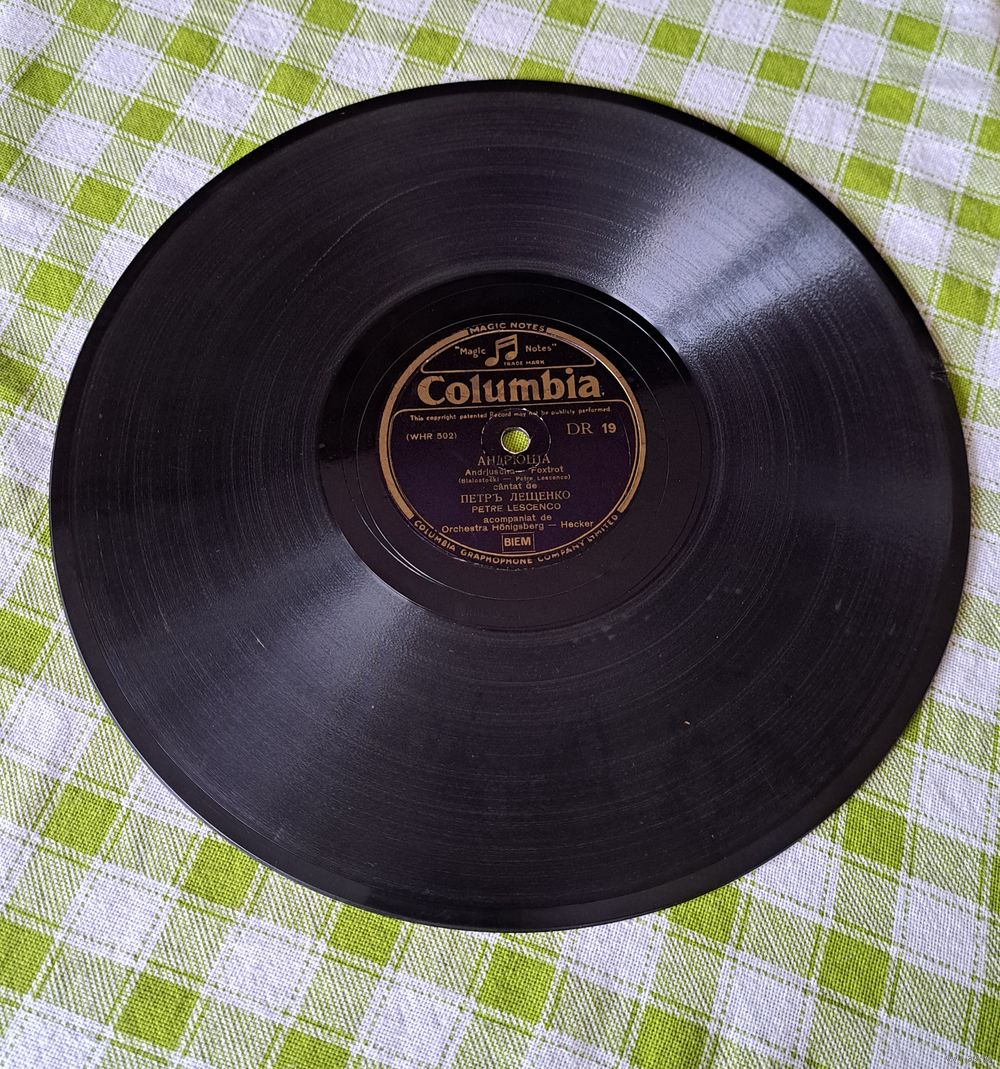 MAGIC NOTES
"Magic Notes"
TRADE MARK
Columbia
This copyright patented Record may not be publicly performed
(WHR 502) DR 19
АНДРЮША
Andriuscha — Foxtrot
(Bialostočki — Petre Lescenco)
cântat de
ПЕТРЪ ЛЕЩЕНКО
PETRE LESCENCO
acompaniat de
Orchestra Hönigsberg — Hecker
BIEM
COLUMBIA GRAPHOPHONE COMPANY LIMITED